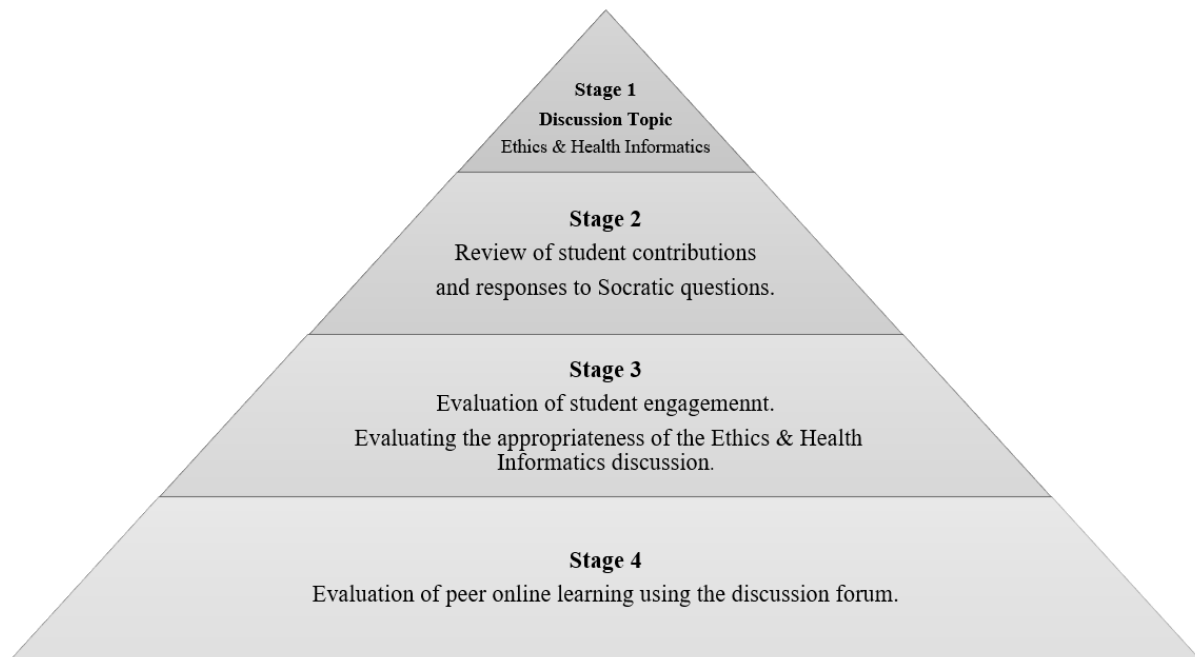 Stage 1
Discussion Topic
Ethics & Health Informatics
Stage 2
Review of student contributions
and responses to Socratic questions.
Stage 3
Evaluation of student engagemennt.
Evaluating the appropriateness of the Ethics & Health
Informatics discussion.
Stage 4
Evaluation of peer online learning using the discussion forum.